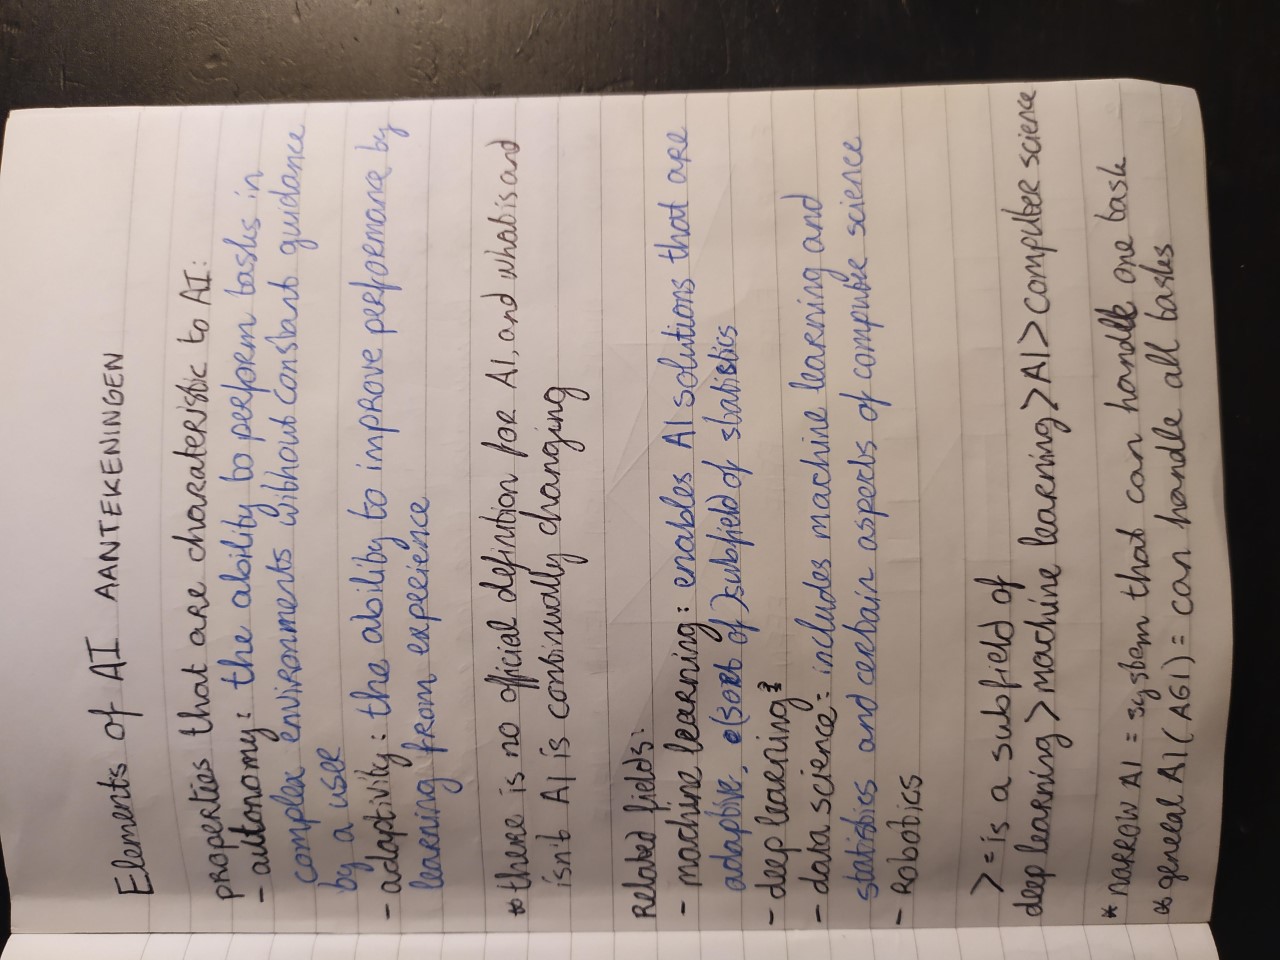 Elements of AI AANTEKENINGEN
properties that are charateristic to AI:
- autonomy: the ability to perform tasks in
complex environments without constant guidance
by a user
- adaptivity: the ability to improve performance by
learning from experience
* there is no official definition for AI, and what is and
isn't AI is continually changing
Related fields:
- machine learning: enables AI solutions that are
adaptive, (sort of) subfield of statistics
- deep learning:
- data science: includes machine learning and
statistics and certain aspects of computer science
- Robotics
> = is a subfield of
deep learning > machine learning > AI > computer science
* narrow AI = system that can handle one task
* general AI (AGI) = can handle all tasks